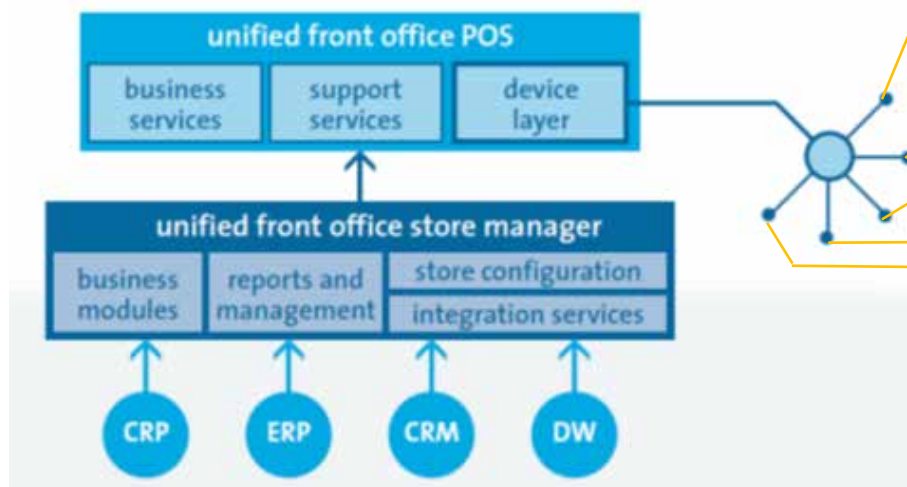 unified front office POS
business
services
support
services
device
layer
unified front office store manager
business
modules
reports and
management
store configuration
integration services
CRP
ERP
CRM
DW